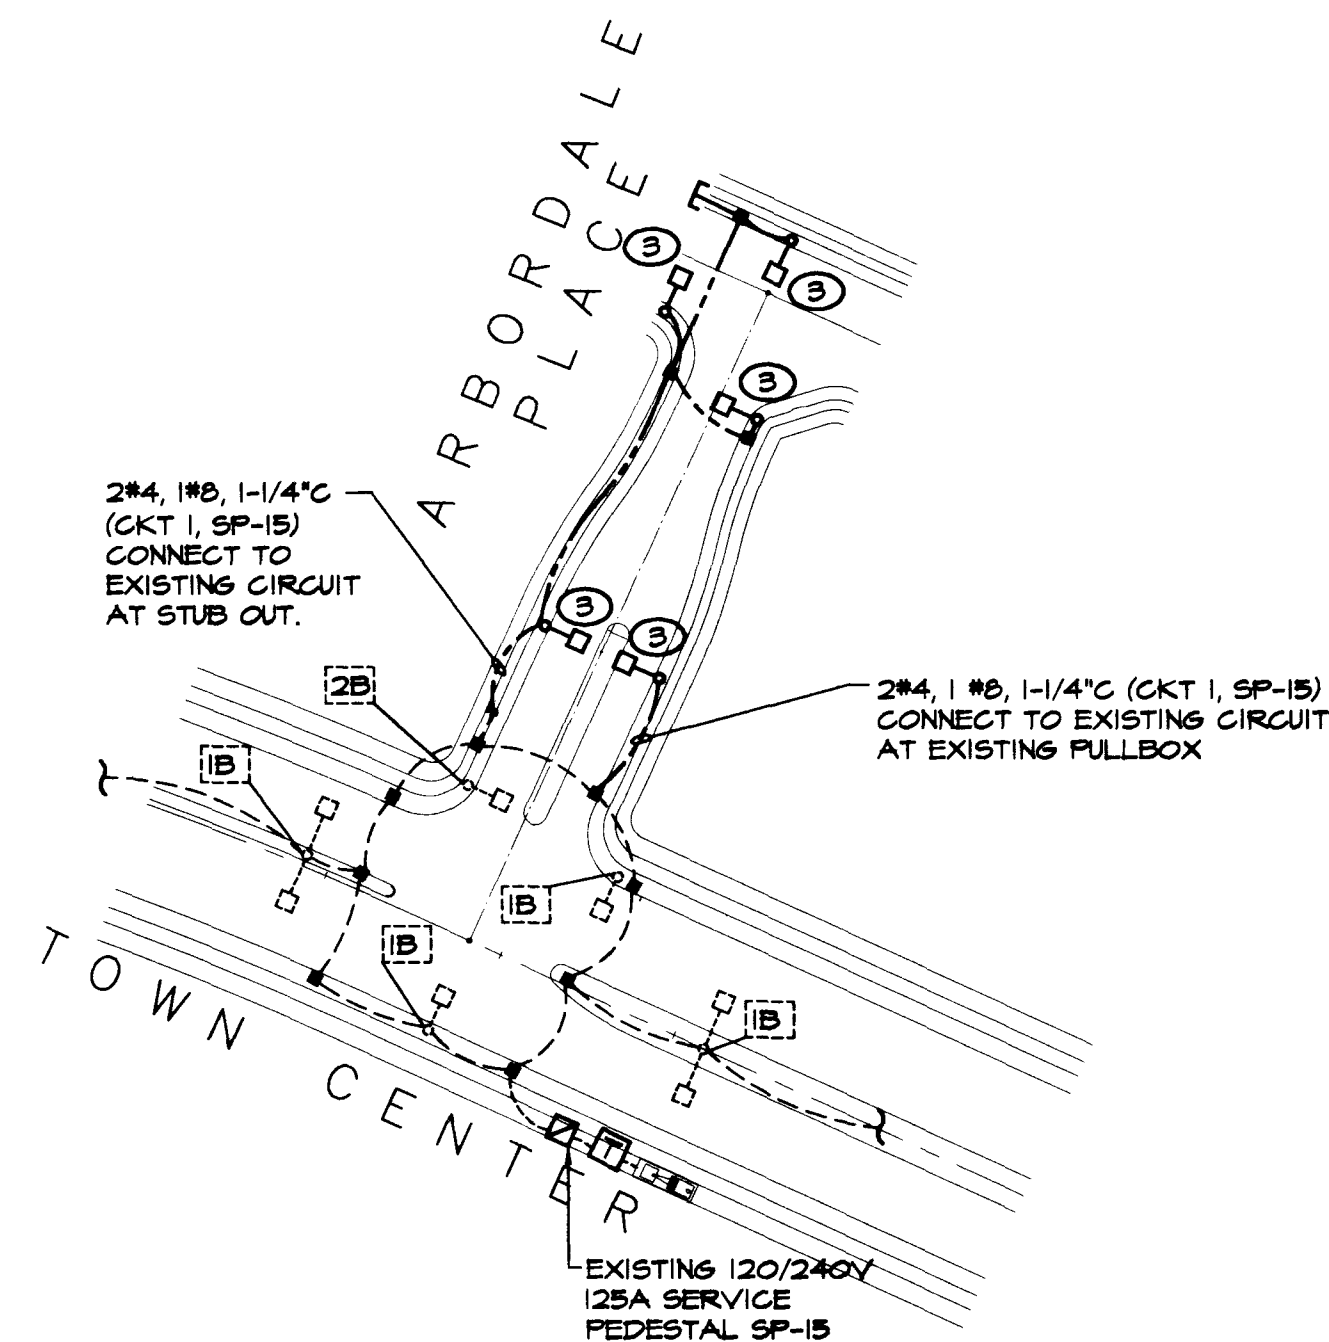 ARBORDALE
PLACE
3
3
3
2#4, 1#8, 1-1/4"C
(CKT 1, SP-15)
CONNECT TO
EXISTING CIRCUIT
AT STUB OUT.
3
3
2B
2#4, 1 #8, 1-1/4"C (CKT 1, SP-15)
CONNECT TO EXISTING CIRCUIT
AT EXISTING PULLBOX
1B
1B
1B
1B
TOWN CENTER
T
EXISTING 120/240V
125A SERVICE
PEDESTAL SP-15